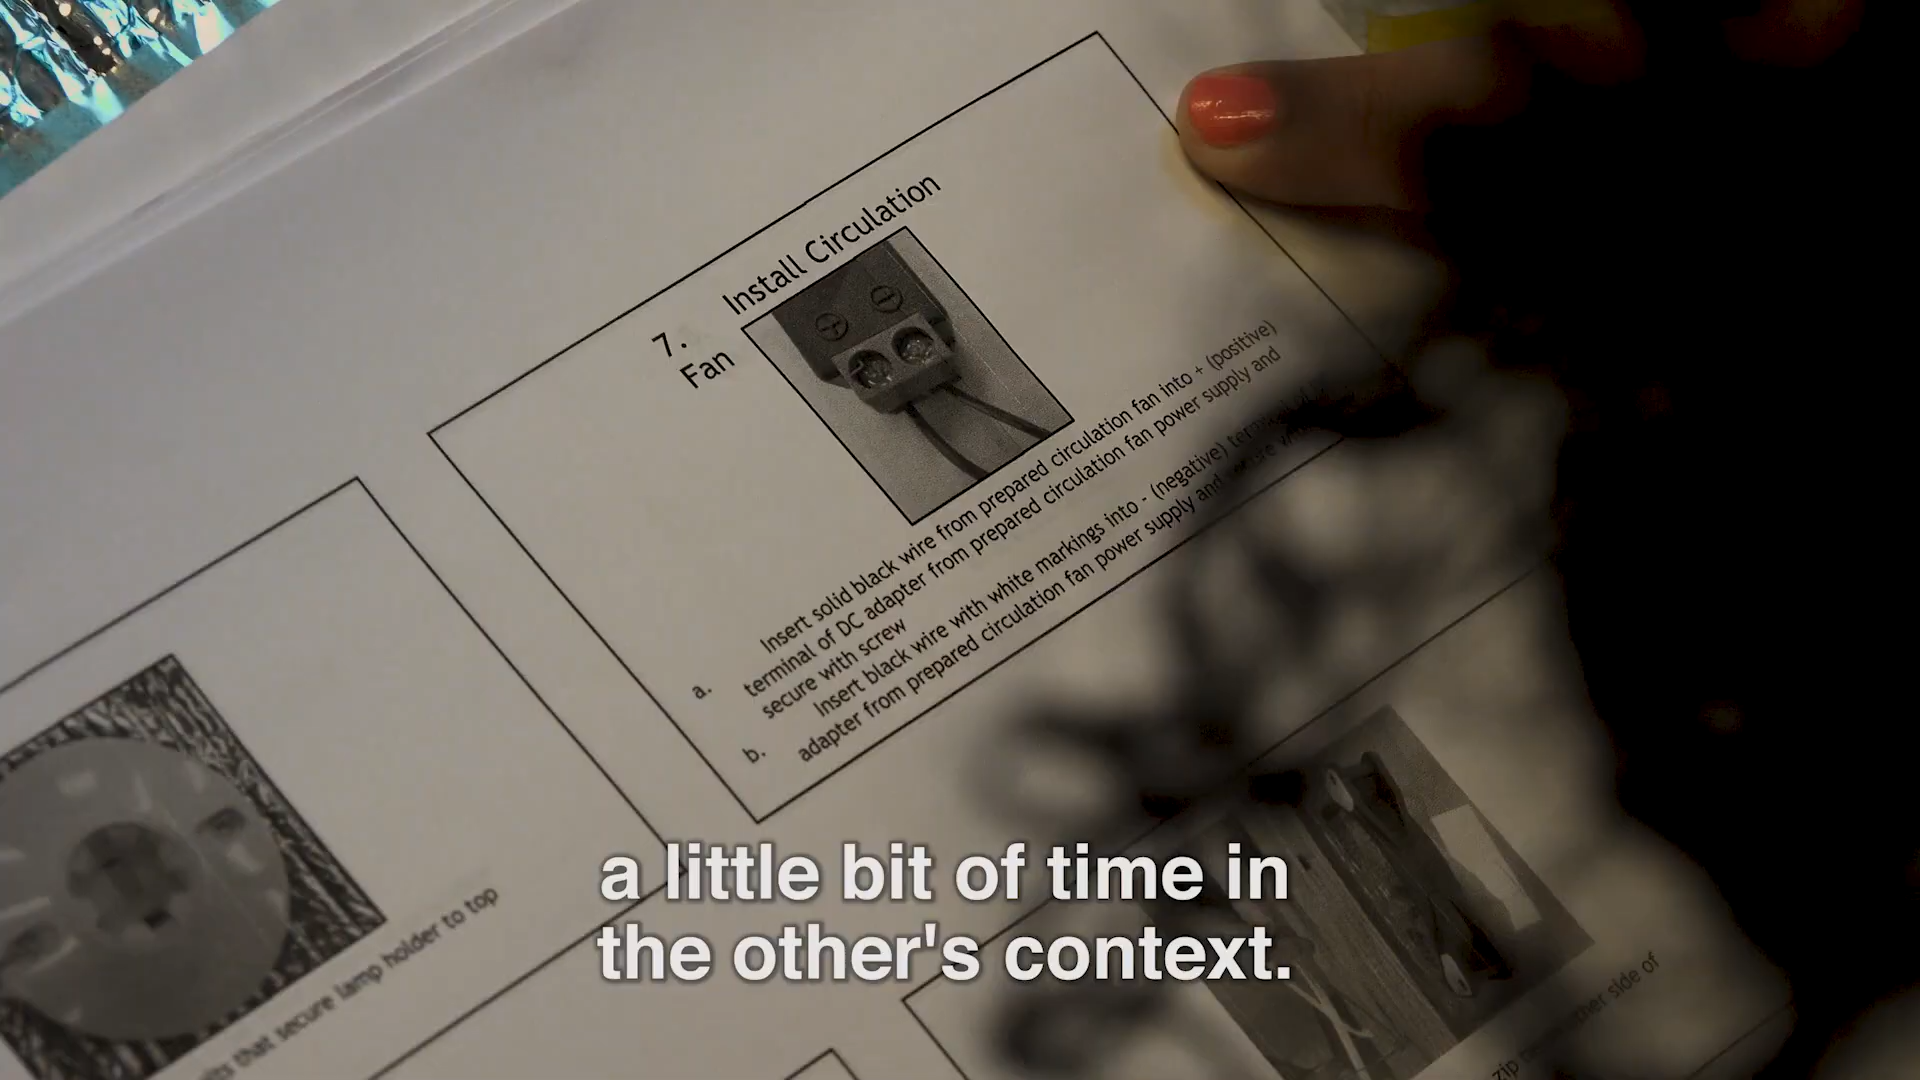 7. Install Circulation
Fan
a. Insert solid black wire from prepared circulation fan into + (positive)
terminal of DC adapter from prepared circulation fan power supply and
secure with screw
b. Insert black wire with white markings into - (negative)
adapter from prepared circulation fan power supply and
that secure lamp holder to top
zip
side of
a little bit of time in
the other's context.